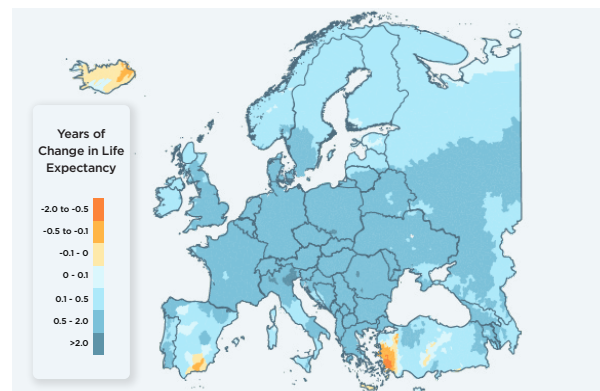 Years of
Change in Life
Expectancy
-2.0 to -0.5
-0.5 to -0.1
-0.1 - 0
0 - 0.1
0.1 - 0.5
0.5 - 2.0
>2.0